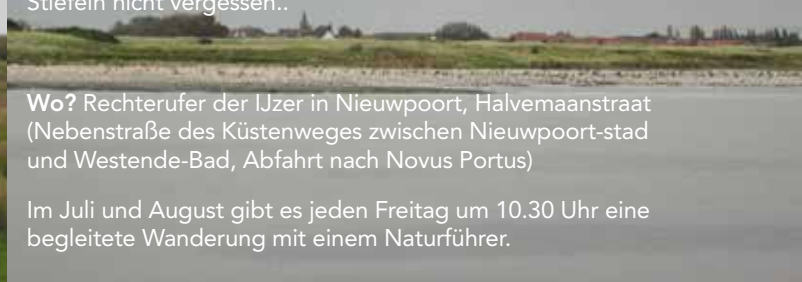 Stiefeln nicht vergessen..
Wo? Rechterufer der IJzer in Nieuwpoort, Halvemaanstraat
(Nebenstraße des Küstenweges zwischen Nieuwpoort-stad
und Westende-Bad, Abfahrt nach Novus Portus)
Im Juli und August gibt es jeden Freitag um 10.30 Uhr eine
begleitete Wanderung mit einem Naturführer.